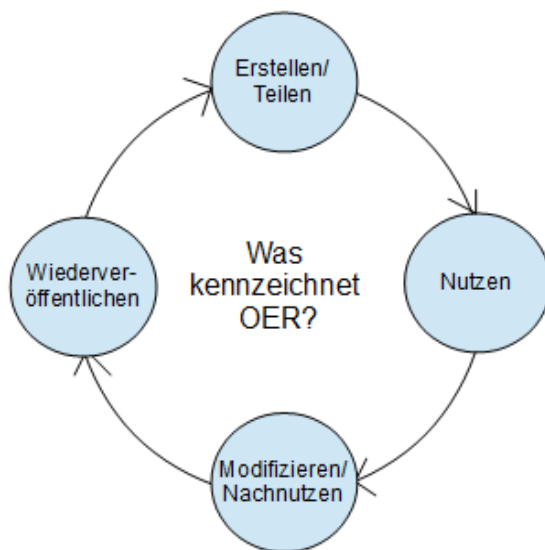 Erstellen/
Teilen
Was
kennzeichnet
OER?
Wiederver-
öffentlichen
Nutzen
Modifizieren/
Nachnutzen